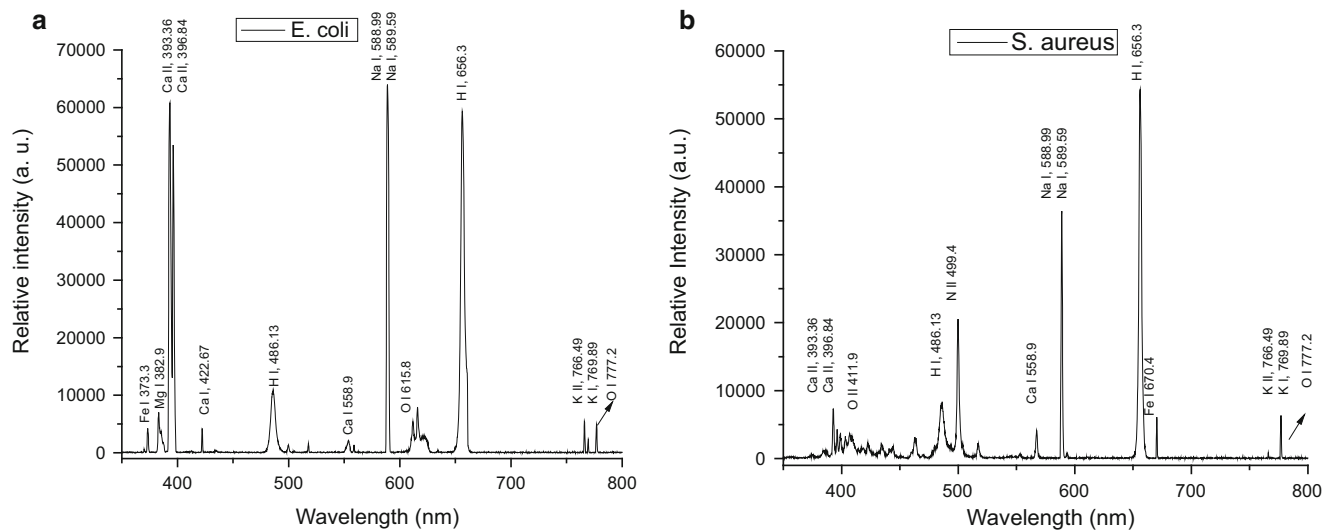 a
E. coli
70000
60000
50000
40000
30000
20000
10000
0
Relative intensity (a. u.)
Fe I 373.3
Mg I 382.9
Ca II, 393.36
Ca II, 396.84
Ca I, 422.67
H I, 486.13
Ca I 558.9
Na I, 588.99
Na I, 589.59
O I 615.8
H I, 656.3
K II, 766.49
K I, 769.89
O I 777.2
400
500
600
700
800
Wavelength (nm)
b
S. aureus
60000
50000
40000
30000
20000
10000
0
Relative Intensity (a.u.)
Ca II, 393.36
Ca II, 396.84
O II 411.9
H I, 486.13
N II 499.4
Ca I 558.9
Na I, 588.99
Na I, 589.59
H I, 656.3
Fe I 670.4
K II, 766.49
K I, 769.89
O I 777.2
400
500
600
700
800
Wavelength (nm)